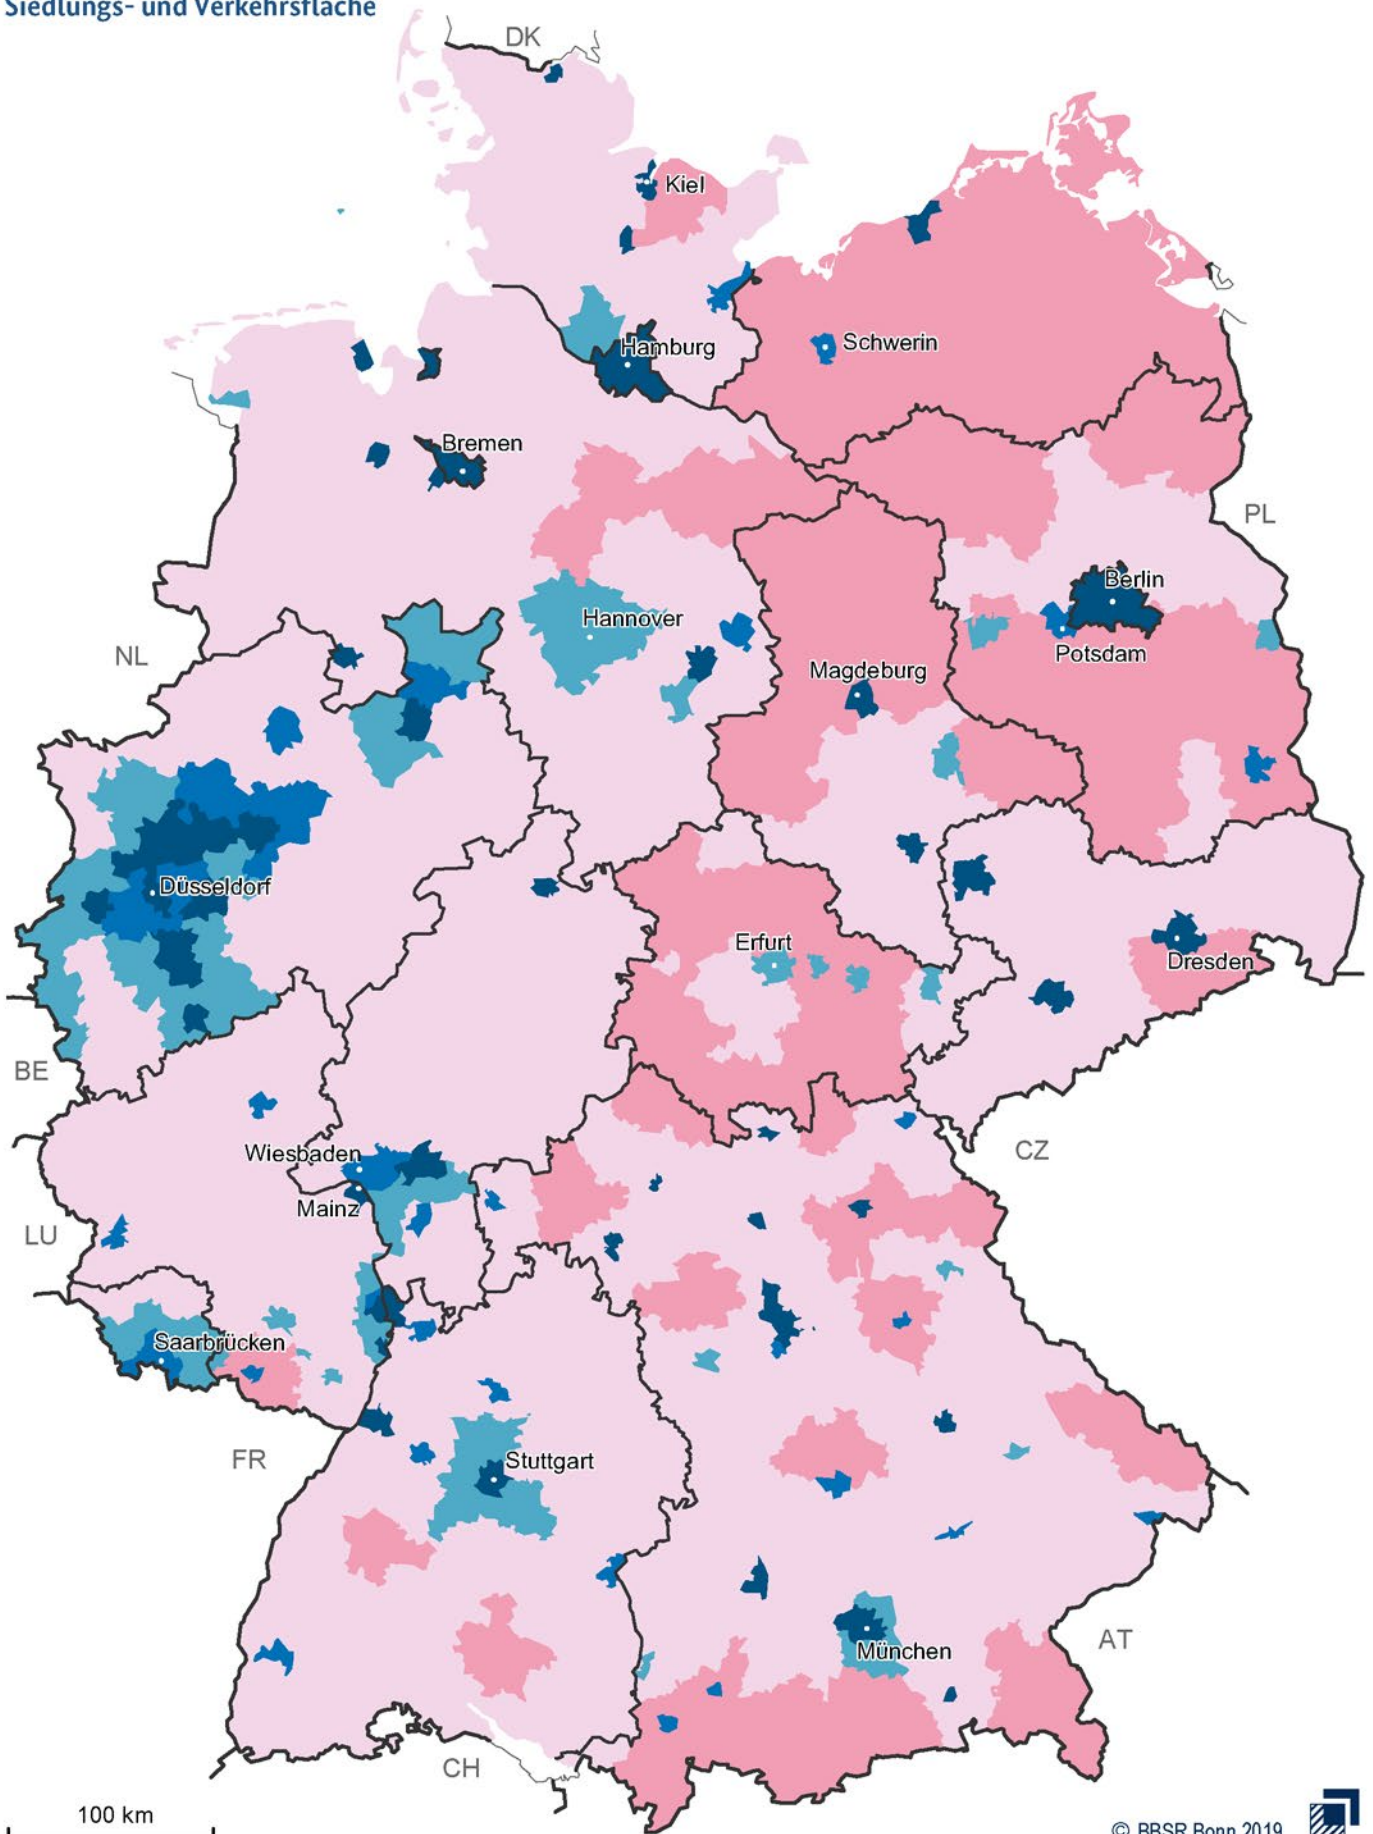 Siedlungs- und Verkehrsfläche
DK
Kiel
Hamburg
Schwerin
Bremen
PL
Berlin
Hannover
NL
Potsdam
Magdeburg
Düsseldorf
Erfurt
Dresden
BE
Wiesbaden
CZ
Mainz
LU
Saarbrücken
FR
Stuttgart
AT
München
CH
100 km
© BBSR Bonn 2019